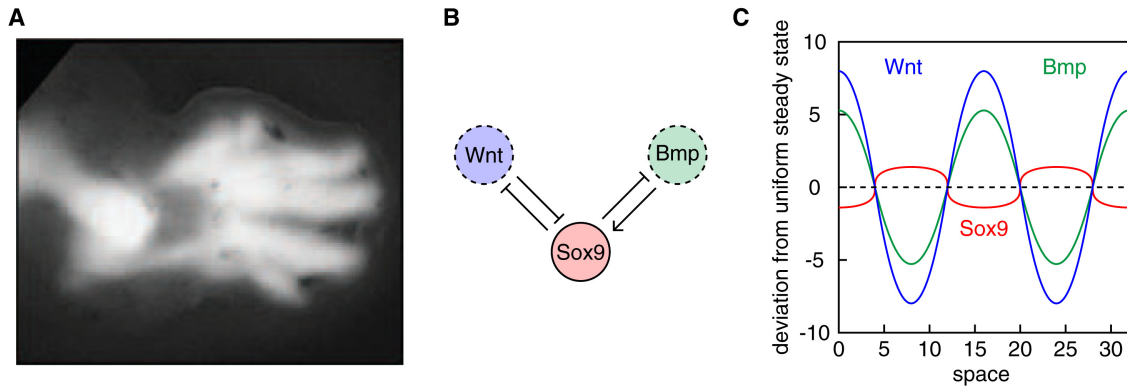 A
B
Wnt
Bmp
Sox9
C
deviation from uniform steady state
10
5
0
-5
-10
Wnt
Bmp
Sox9
0 5 10 15 20 25 30
space